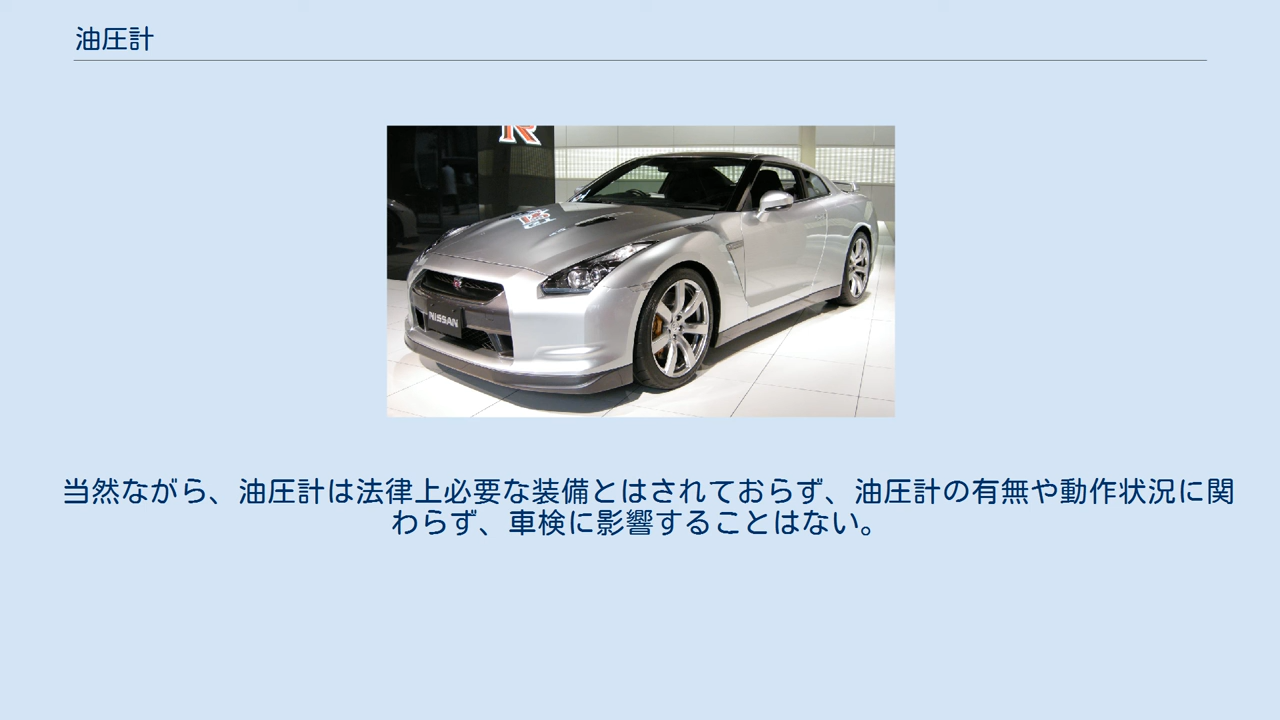 油圧計
R
NISSAN
当然ながら、油圧計は法律上必要な装備とはされておらず、油圧計の有無や動作状況に関
わらず、車検に影響することはない。